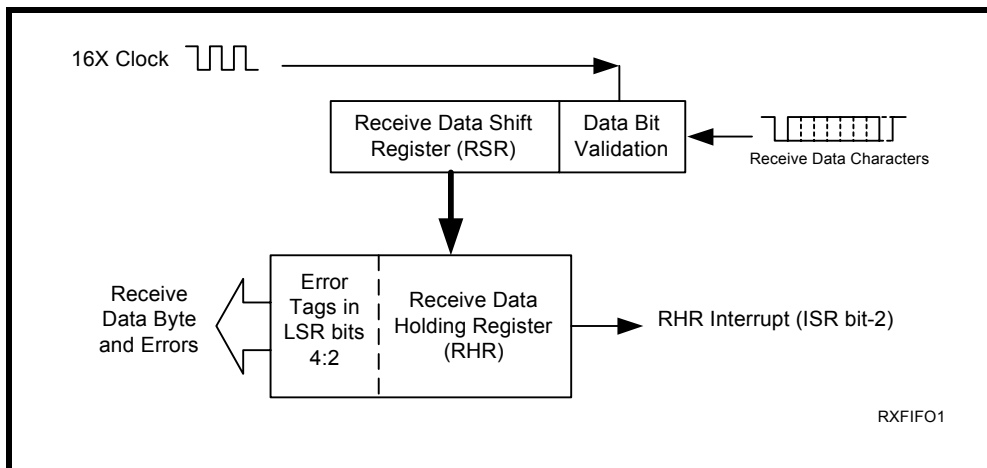 16X Clock
Receive Data Shift
Register (RSR)
Data Bit
Validation
Receive Data Characters
Receive
Data Byte
and Errors
Error
Tags in
LSR bits
4:2
Receive Data
Holding Register
(RHR)
RHR Interrupt (ISR bit-2)
RXFIFO1